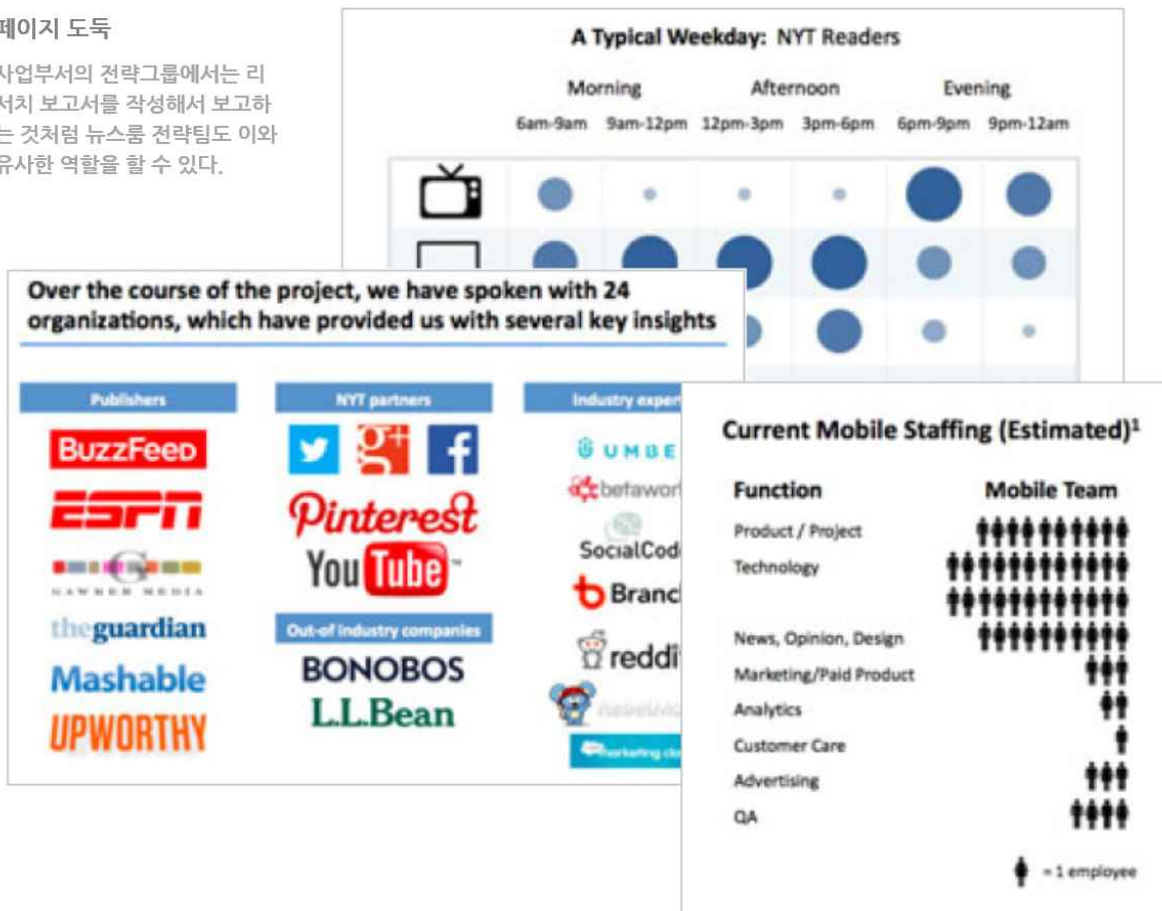 페이지 도둑
사업부서의 전략그룹에서는 리
서치 보고서를 작성해서 보고하
는 것처럼 뉴스룸 전략팀도 이와
유사한 역할을 할 수 있다.
A Typical Weekday: NYT Readers
Morning Afternoon Evening
6am-9am 9am-12pm 12pm-3pm 3pm-6pm 6pm-9pm 9pm-12am
Over the course of the project, we have spoken with 24
organizations, which have provided us with several key insights
Publishers
BuzzFeed
ESPN
GAWKER MEDIA
theguardian
Mashable
UPWORTHY
NYT partners
g+
Pinterest
YouTube
Out-of industry companies
BONOBOS
L.L.Bean
Industry exper
UMBE
betawor
SocialCod
Branc
reddi
Current Mobile Staffing (Estimated)1
Function Mobile Team
Product / Project
Technology
News, Opinion, Design
Marketing/Paid Product
Analytics
Customer Care
Advertising
QA
= 1 employee